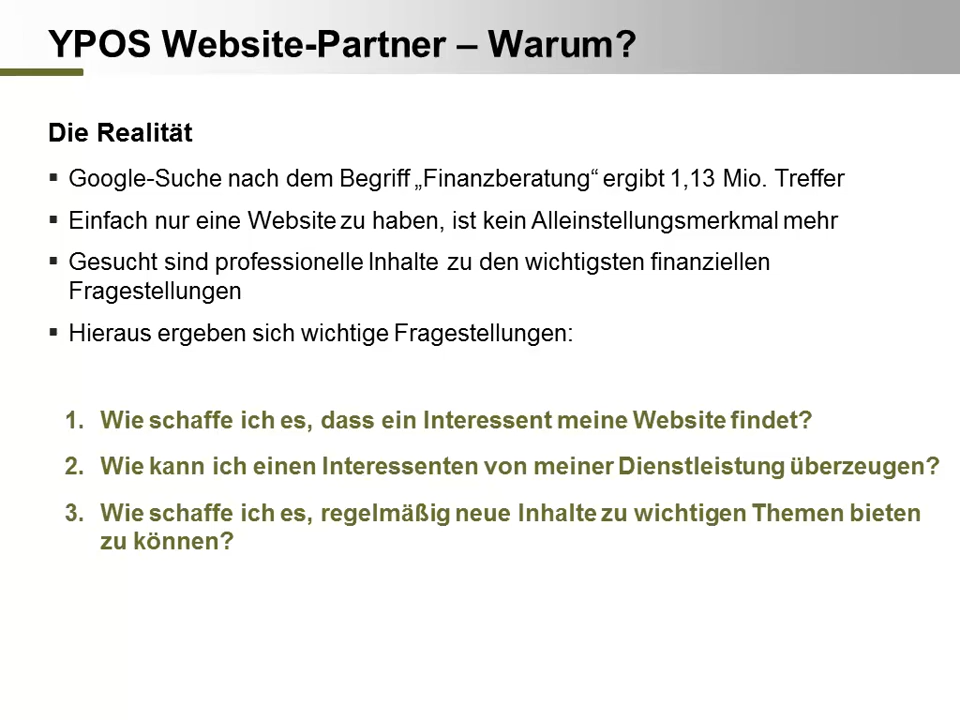 YPOS Website-Partner – Warum?
Die Realität
▪ Google-Suche nach dem Begriff „Finanzberatung“ ergibt 1,13 Mio. Treffer
▪ Einfach nur eine Website zu haben, ist kein Alleinstellungsmerkmal mehr
▪ Gesucht sind professionelle Inhalte zu den wichtigsten finanziellen
Fragestellungen
▪ Hieraus ergeben sich wichtige Fragestellungen:
1. Wie schaffe ich es, dass ein Interessent meine Website findet?
2. Wie kann ich einen Interessenten von meiner Dienstleistung überzeugen?
3. Wie schaffe ich es, regelmäßig neue Inhalte zu wichtigen Themen bieten
zu können?